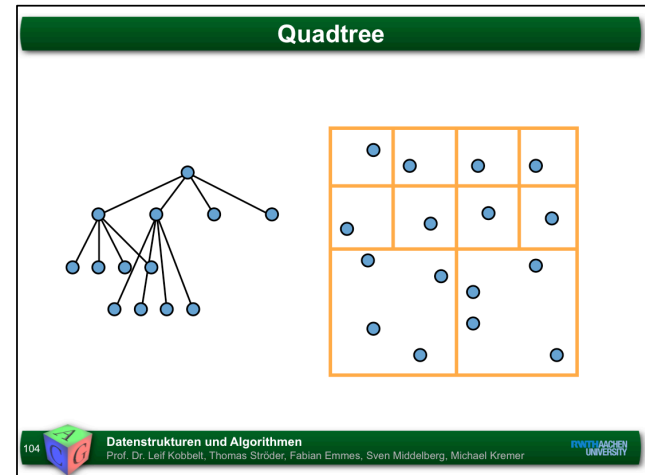 Quadtree
104
A
C
G
Datenstrukturen und Algorithmen
Prof. Dr. Leif Kobbelt, Thomas Ströder, Fabian Emmes, Sven Middelberg, Michael Kremer
RWTHAACHEN
UNIVERSITY